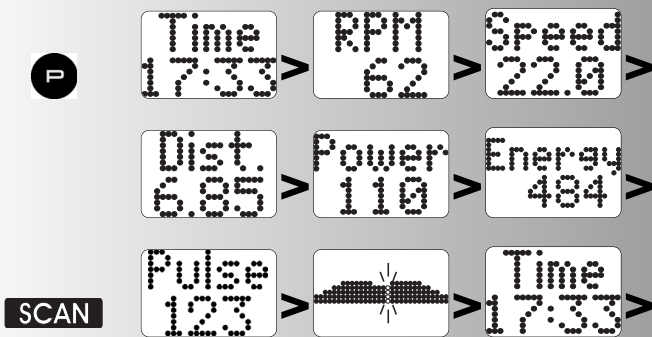 P
Time > RPM > Speed >
17:33 62 22.0
Dist. > Power > Energy >
6.85 110 484
Pulse > > Time >
123 17:33
SCAN